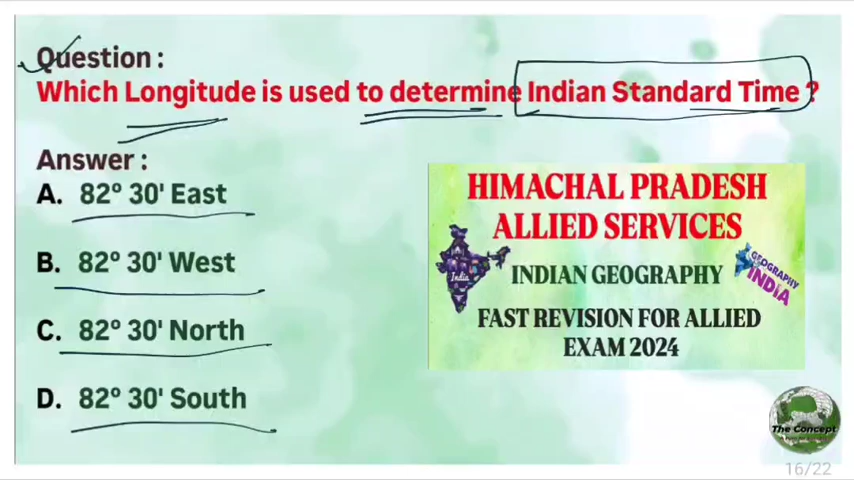 Question :
Which Longitude is used to determine Indian Standard Time ?
Answer :
A. 82° 30' East
B. 82° 30' West
C. 82° 30' North
D. 82° 30' South
HIMACHAL PRADESH
ALLIED SERVICES
India
INDIAN GEOGRAPHY
GEOGRAPHY
INDIA
FAST REVISION FOR ALLIED
EXAM 2024
The Concept
16/22